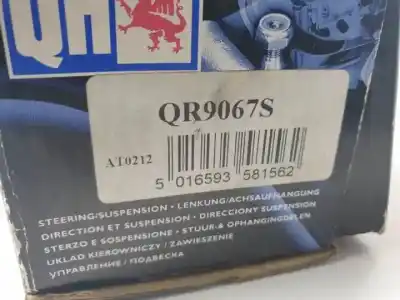 QH
QR9067S
AT0212
5 016593 581562
STEERING/SUSPENSION • LENKUNG/ACHSAUFHANGUNG
DIRECTION ET SUSPENSION • DIRECCIONY SUSPENSION
STERZO E SOSPENSIONE • STUUR-& OPHANGINGDELEN
UKLAD KIEROWNICZY / ZAWIESZENIE
УПРАВЛЕНИЕ / ПОДВЕСКА